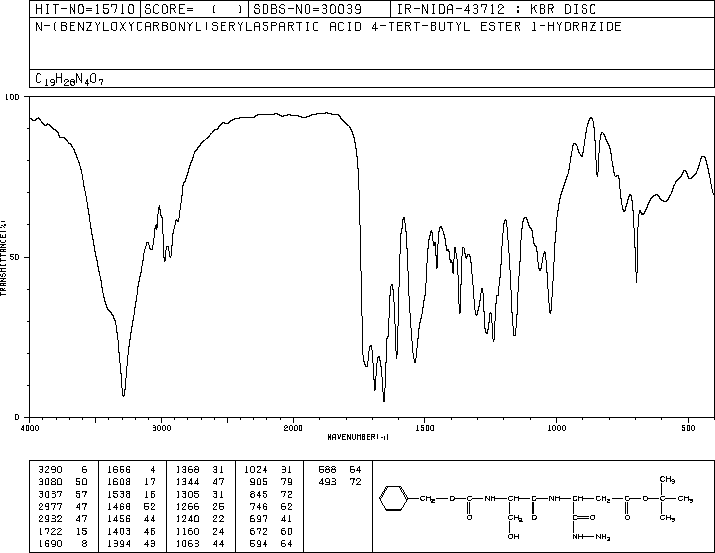 HIT-NO=15710 SCORE= ( ) SDBS-NO=30039 IR-NIDA-43712 : KBR DISC
N-(BENZYLOXYCARBONYL)SERYLASPARTIC ACID 4-TERT-BUTYL ESTER 1-HYDRAZIDE
C19H28N4O7
100
50
0
TRANSMITTANCE(%)
4000 3000 2000 1500 1000 500
WAVENUMBER(-1)
3290 6 1656 4 1368 31 1024 31 588 64
3080 50 1608 17 1344 47 905 79 493 72
3037 57 1538 16 1305 31 845 72
2977 47 1468 52 1266 25 746 62
2932 47 1456 44 1240 22 697 41
1722 15 1403 46 1160 24 672 60
1690 8 1394 43 1063 44 594 64
CH3
CH2 O C NH CH C NH CH CH2 C O C CH3
O CH2 O C O O CH3
OH NH NH2